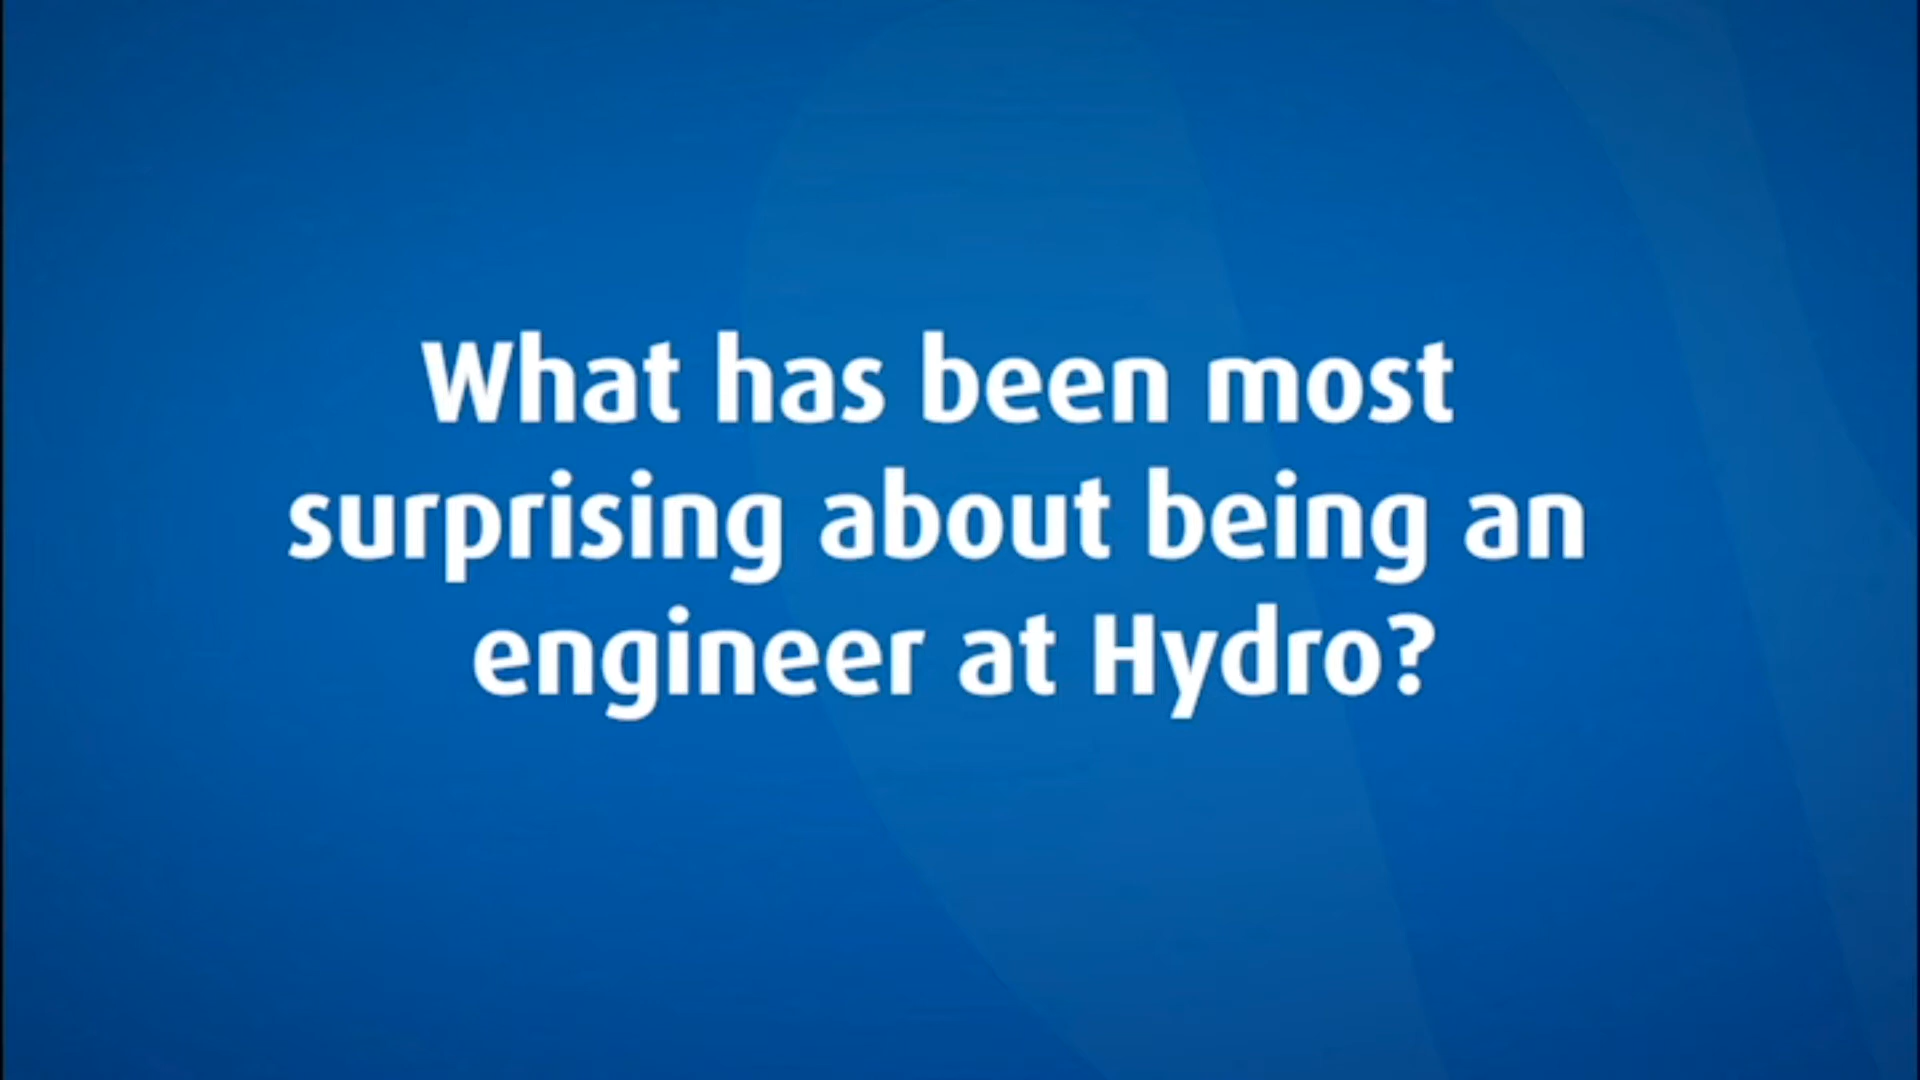 What has been most
surprising about being an
engineer at Hydro?